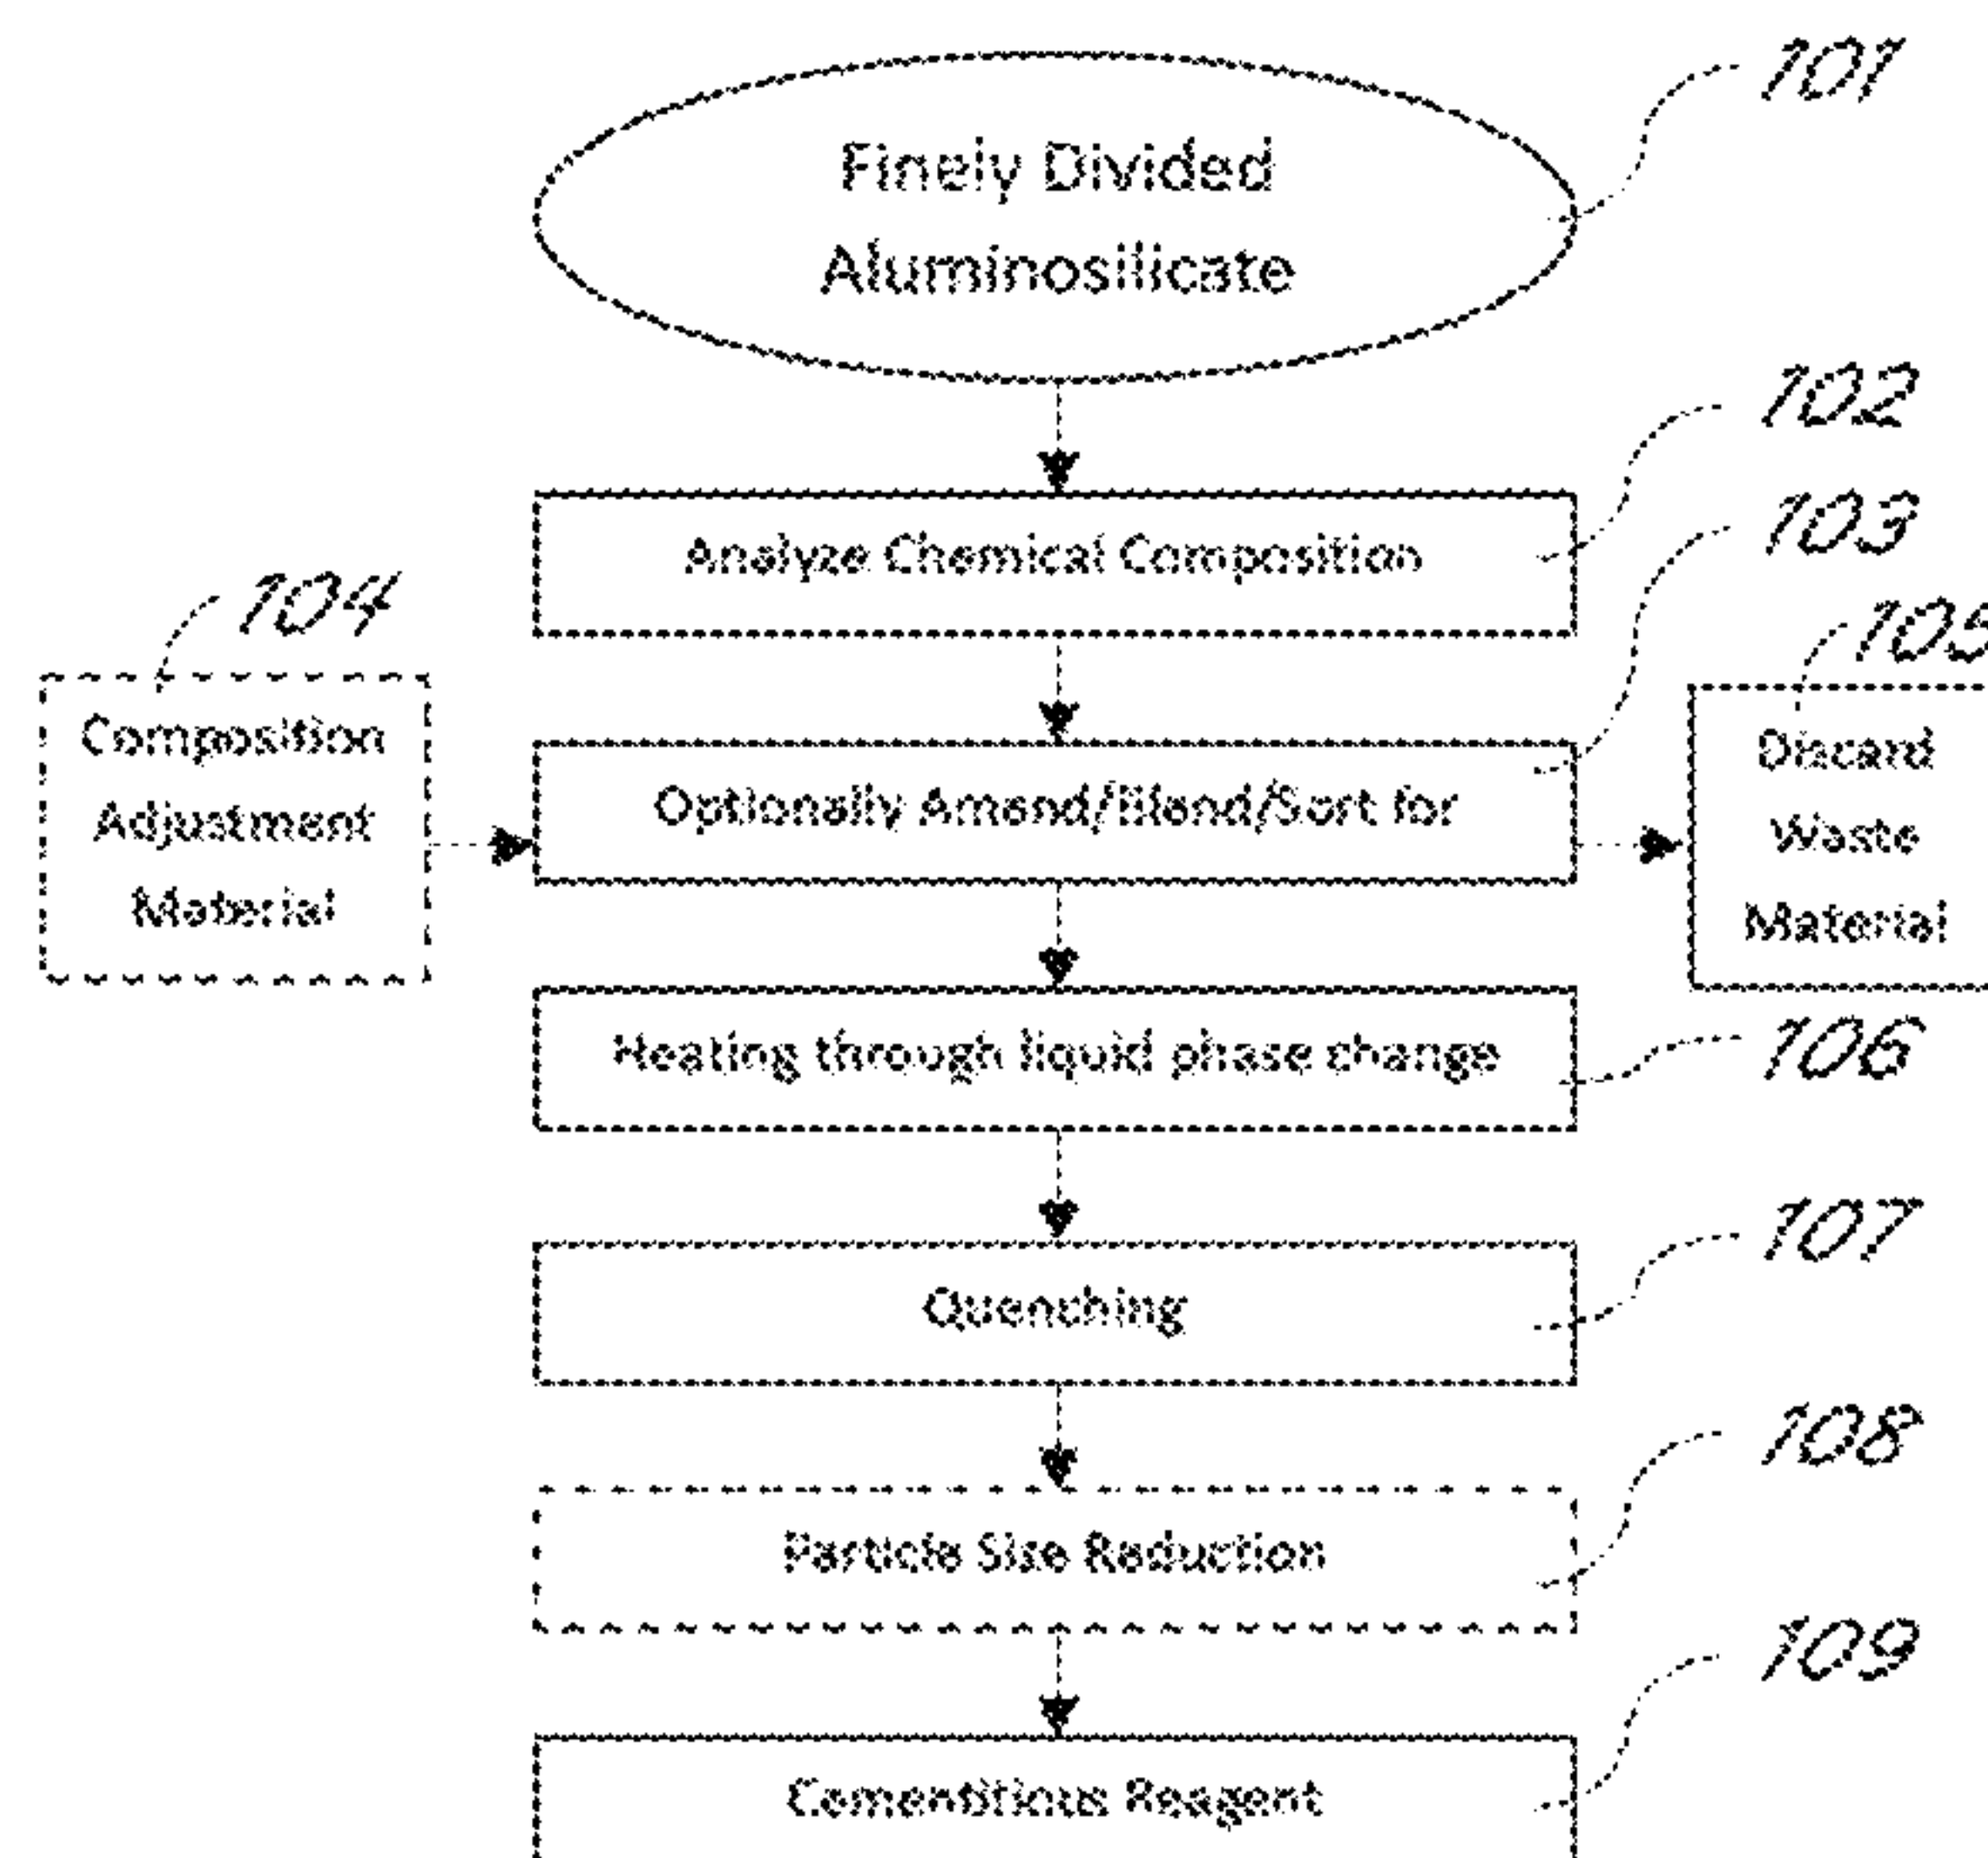 101
Finely Divided
Aluminosilicate
102
Analyze Chemical Composition
103
104
Composition
Adjustment
Material
Optionally Amend/Blend/Sort for
105
Discard
Waste
Material
106
Heating through liquid phase change
107
Quenching
108
Particle Size Reduction
109
Cementitious Reagent